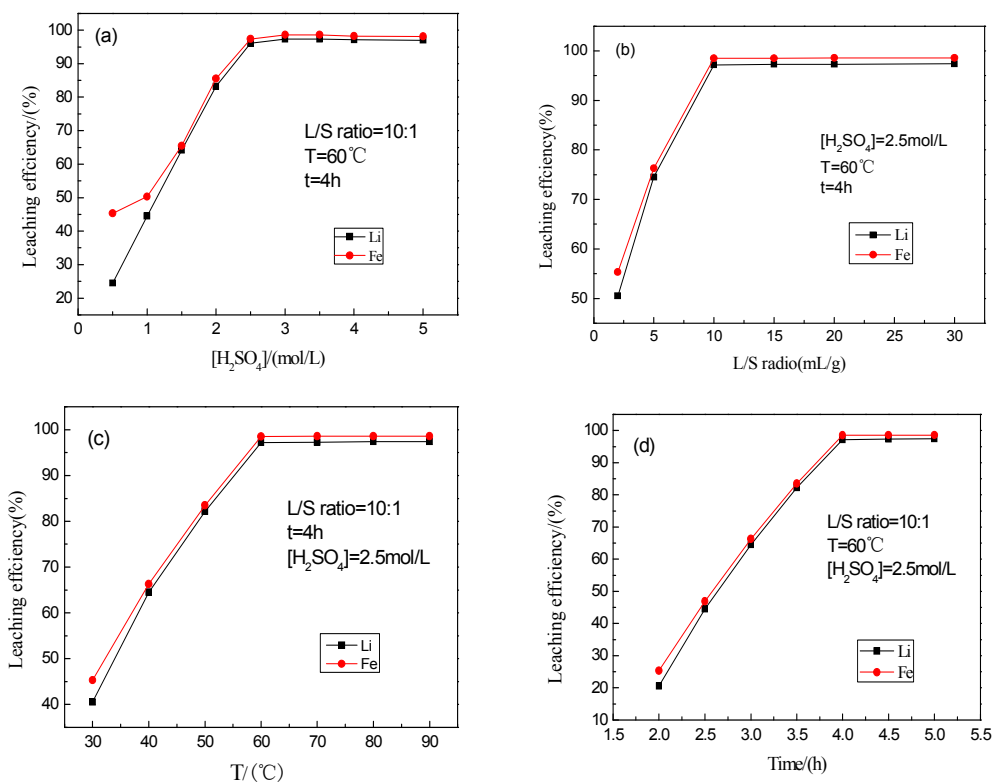 (a)
100
90
80
70
60
50
40
30
20
Leaching effciency/(%)
L/S ratio=10:1
T=60℃
t=4h
Li
Fe
0 1 2 3 4 5
[H₂SO₄]/(mol/L)
(b)
100
90
80
70
60
50
Leaching effciency(%)
[H₂SO₄]=2.5mol/L
T=60℃
t=4h
Li
Fe
0 5 10 15 20 25 30
L/S radio(mL/g)
(c)
100
90
80
70
60
50
40
Leaching efficiency(%)
L/S ratio=10:1
t=4h
[H₂SO₄]=2.5mol/L
Li
Fe
30 40 50 60 70 80 90
T/(℃)
(d)
100
90
80
70
60
50
40
30
20
10
Leaching efficiency/(%)
L/S ratio=10:1
T=60℃
[H₂SO₄]=2.5mol/L
Li
Fe
1.5 2.0 2.5 3.0 3.5 4.0 4.5 5.0 5.5
Time/(h)